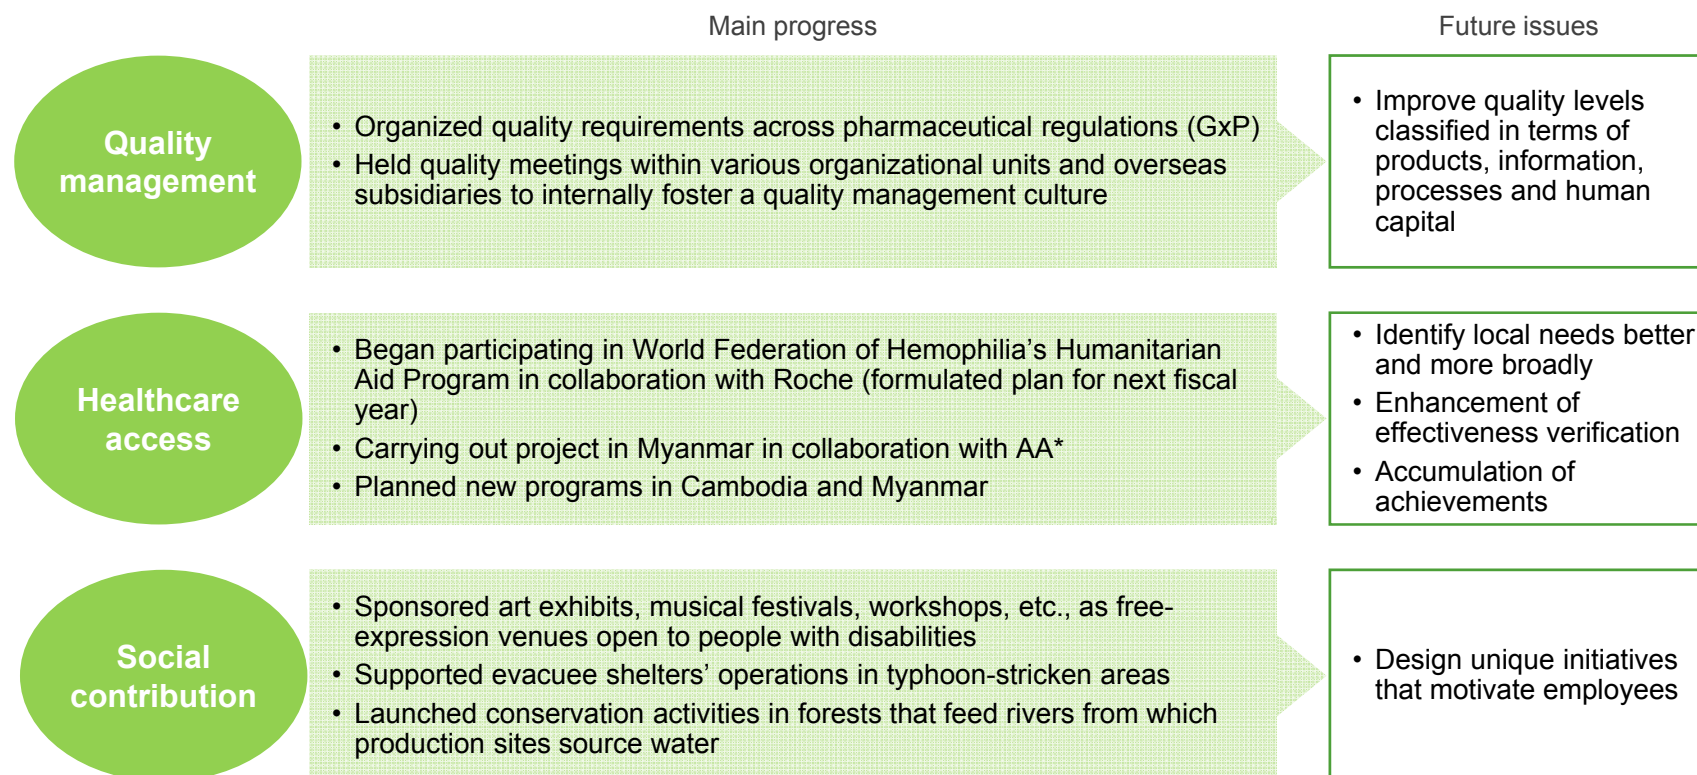 Main progress
Future issues
Quality
management
• Organized quality requirements across pharmaceutical regulations (GxP)
• Held quality meetings within various organizational units and overseas
subsidiaries to internally foster a quality management culture
• Improve quality levels
classified in terms of
products, information,
processes and human
capital
Healthcare
access
• Began participating in World Federation of Hemophilia’s Humanitarian
Aid Program in collaboration with Roche (formulated plan for next fiscal
year)
• Carrying out project in Myanmar in collaboration with AA*
• Planned new programs in Cambodia and Myanmar
• Identify local needs better
and more broadly
• Enhancement of
effectiveness verification
• Accumulation of
achievements
Social
contribution
• Sponsored art exhibits, musical festivals, workshops, etc., as free-
expression venues open to people with disabilities
• Supported evacuee shelters’ operations in typhoon-stricken areas
• Launched conservation activities in forests that feed rivers from which
production sites source water
• Design unique initiatives
that motivate employees